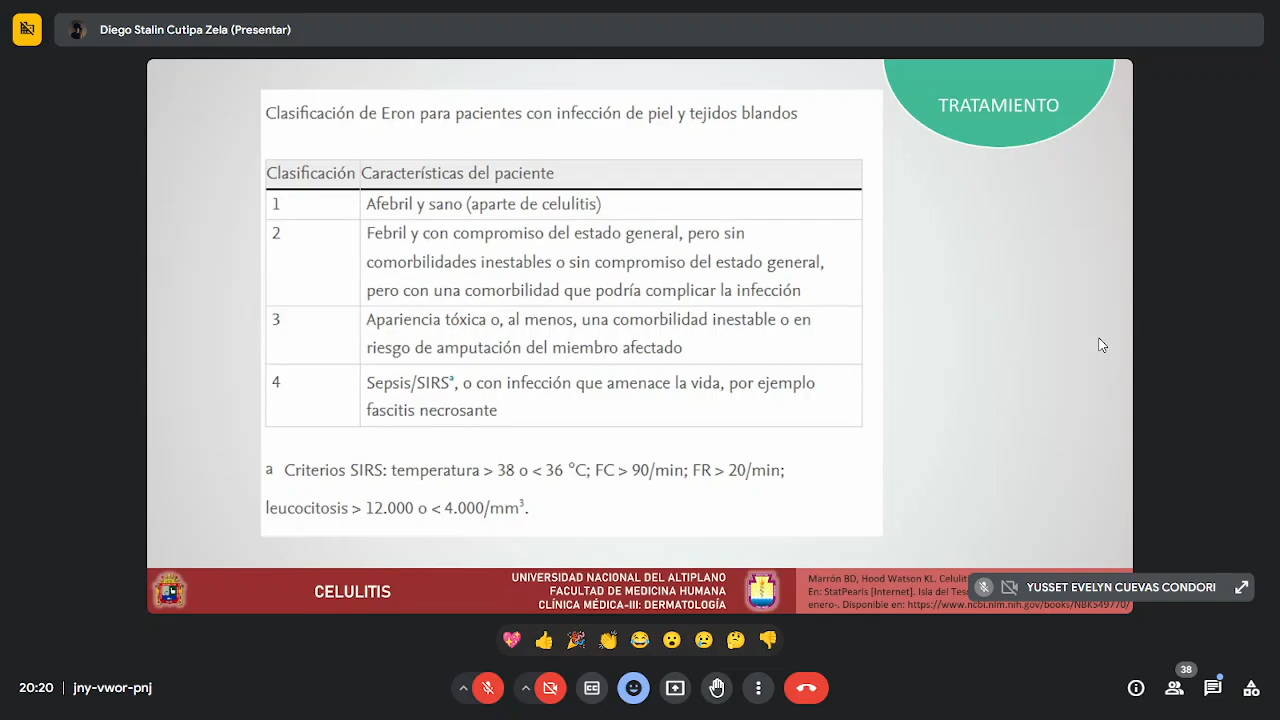 Diego Stalin Cutipa Zela (Presentar)
TRATAMIENTO
Clasificación de Eron para pacientes con infección de piel y tejidos blandos
Clasificación Características del paciente
1 Afebril y sano (aparte de celulitis)
2 Febril y con compromiso del estado general, pero sin
comorbilidades inestables o sin compromiso del estado general,
pero con una comorbilidad que podría complicar la infección
3 Apariencia tóxica o, al menos, una comorbilidad inestable o en
riesgo de amputación del miembro afectado
4 Sepsis/SIRSª, o con infección que amenace la vida, por ejemplo
fascitis necrosante
a Criterios SIRS: temperatura > 38 o < 36 °C; FC > 90/min; FR > 20/min;
leucocitosis > 12.000 o < 4.000/mm³.
CELULITIS
UNIVERSIDAD NACIONAL DEL ALTIPLANO
FACULTAD DE MEDICINA HUMANA
CLÍNICA MÉDICA-III: DERMATOLOGÍA
Marrón BD, Hood Watson KL.
En: StatPearls [Internet]. Isla del
enero-. Disponible en: https://www.ncbi.nlm.nih.gov/books/NBK549770/
YUSSET EVELYN CUEVAS CONDORI
20:20 | jny-vwor-pnj
38